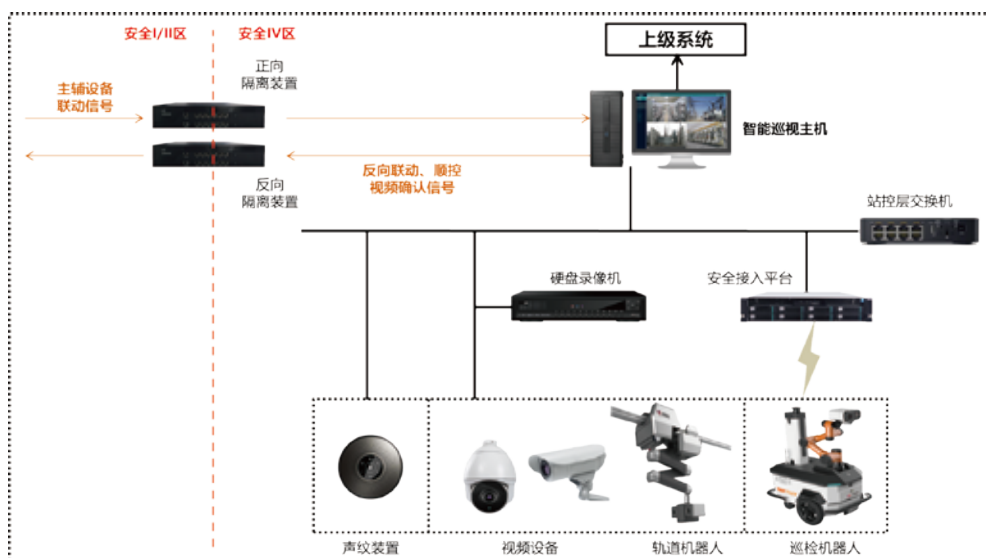 安全I/II区
安全IV区
上级系统
正向
隔离装置
主辅设备
联动信号
智能巡视主机
反向联动、顺控
视频确认信号
反向
隔离装置
站控层交换机
硬盘录像机
安全接入平台
声纹装置
视频设备
轨道机器人
巡检机器人